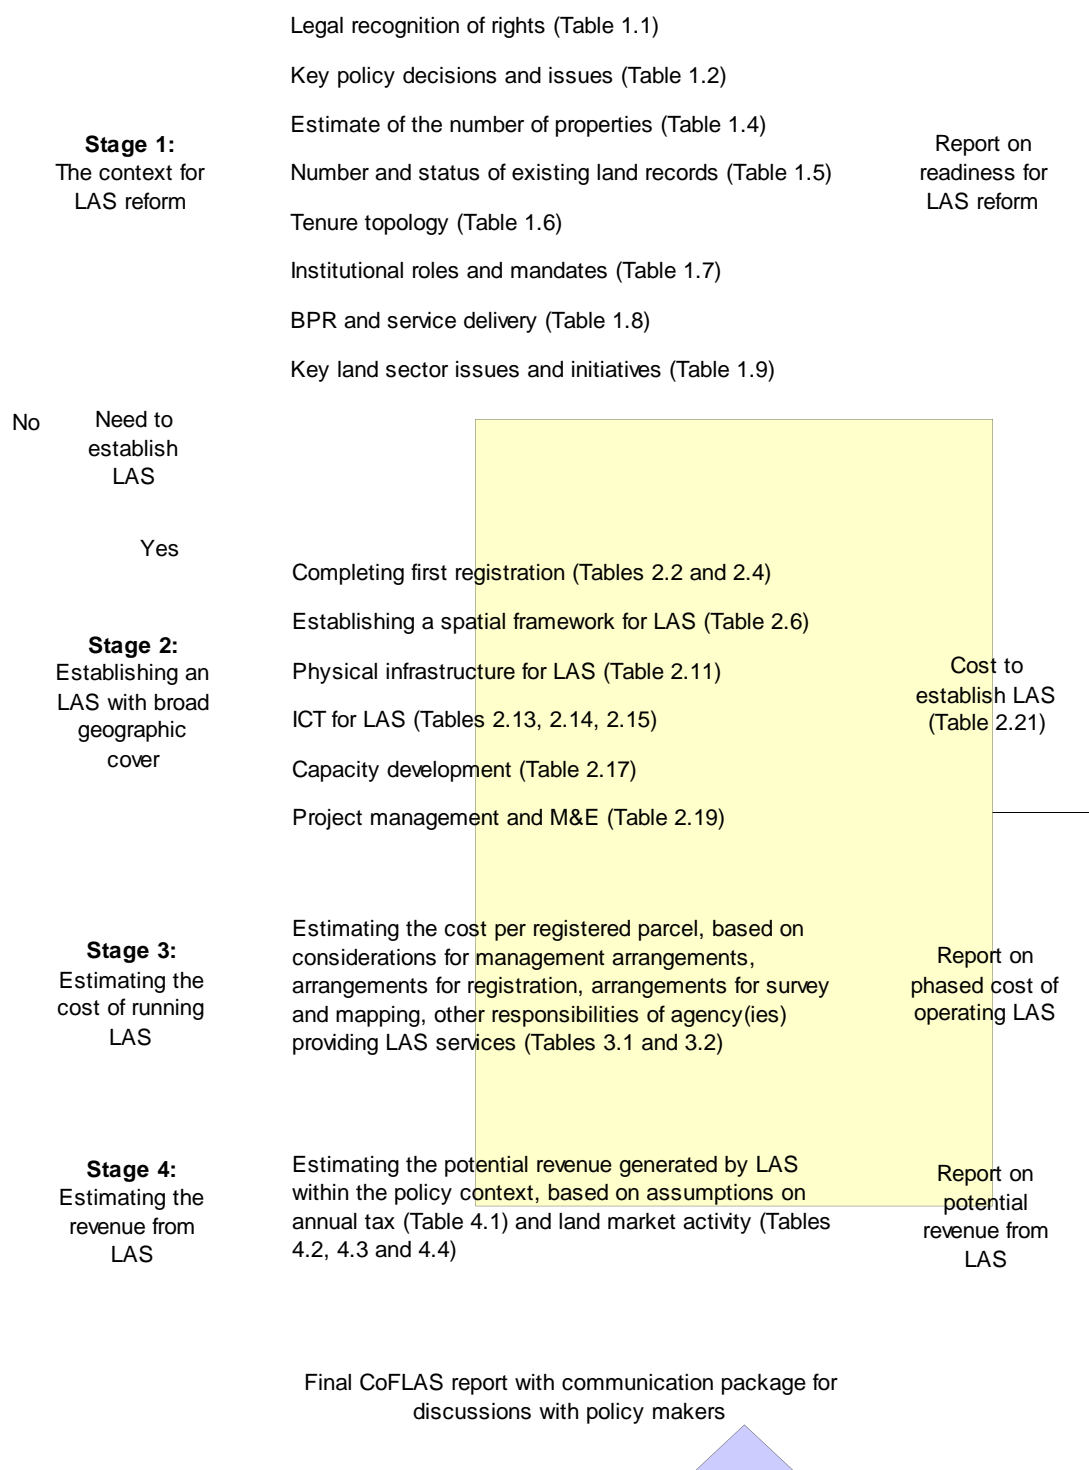 Legal recognition of rights (Table 1.1)
Key policy decisions and issues (Table 1.2)
Estimate of the number of properties (Table 1.4)
Stage 1:
The context for
LAS reform
Number and status of existing land records (Table 1.5)
Report on
readiness for
LAS reform
Tenure topology (Table 1.6)
Institutional roles and mandates (Table 1.7)
BPR and service delivery (Table 1.8)
Key land sector issues and initiatives (Table 1.9)
No
Need to
establish
LAS
Yes
Completing first registration (Tables 2.2 and 2.4)
Establishing a spatial framework for LAS (Table 2.6)
Stage 2:
Establishing an
LAS with broad
geographic
cover
Physical infrastructure for LAS (Table 2.11)
ICT for LAS (Tables 2.13, 2.14, 2.15)
Capacity development (Table 2.17)
Project management and M&E (Table 2.19)
Cost to
establish LAS
(Table 2.21)
Stage 3:
Estimating the
cost of running
LAS
Estimating the cost per registered parcel, based on
considerations for management arrangements,
arrangements for registration, arrangements for survey
and mapping, other responsibilities of agency(ies)
providing LAS services (Tables 3.1 and 3.2)
Report on
phased cost of
operating LAS
Stage 4:
Estimating the
revenue from
LAS
Estimating the potential revenue generated by LAS
within the policy context, based on assumptions on
annual tax (Table 4.1) and land market activity (Tables
4.2, 4.3 and 4.4)
Report on
potential
revenue from
LAS
Final CoFLAS report with communication package for
discussions with policy makers